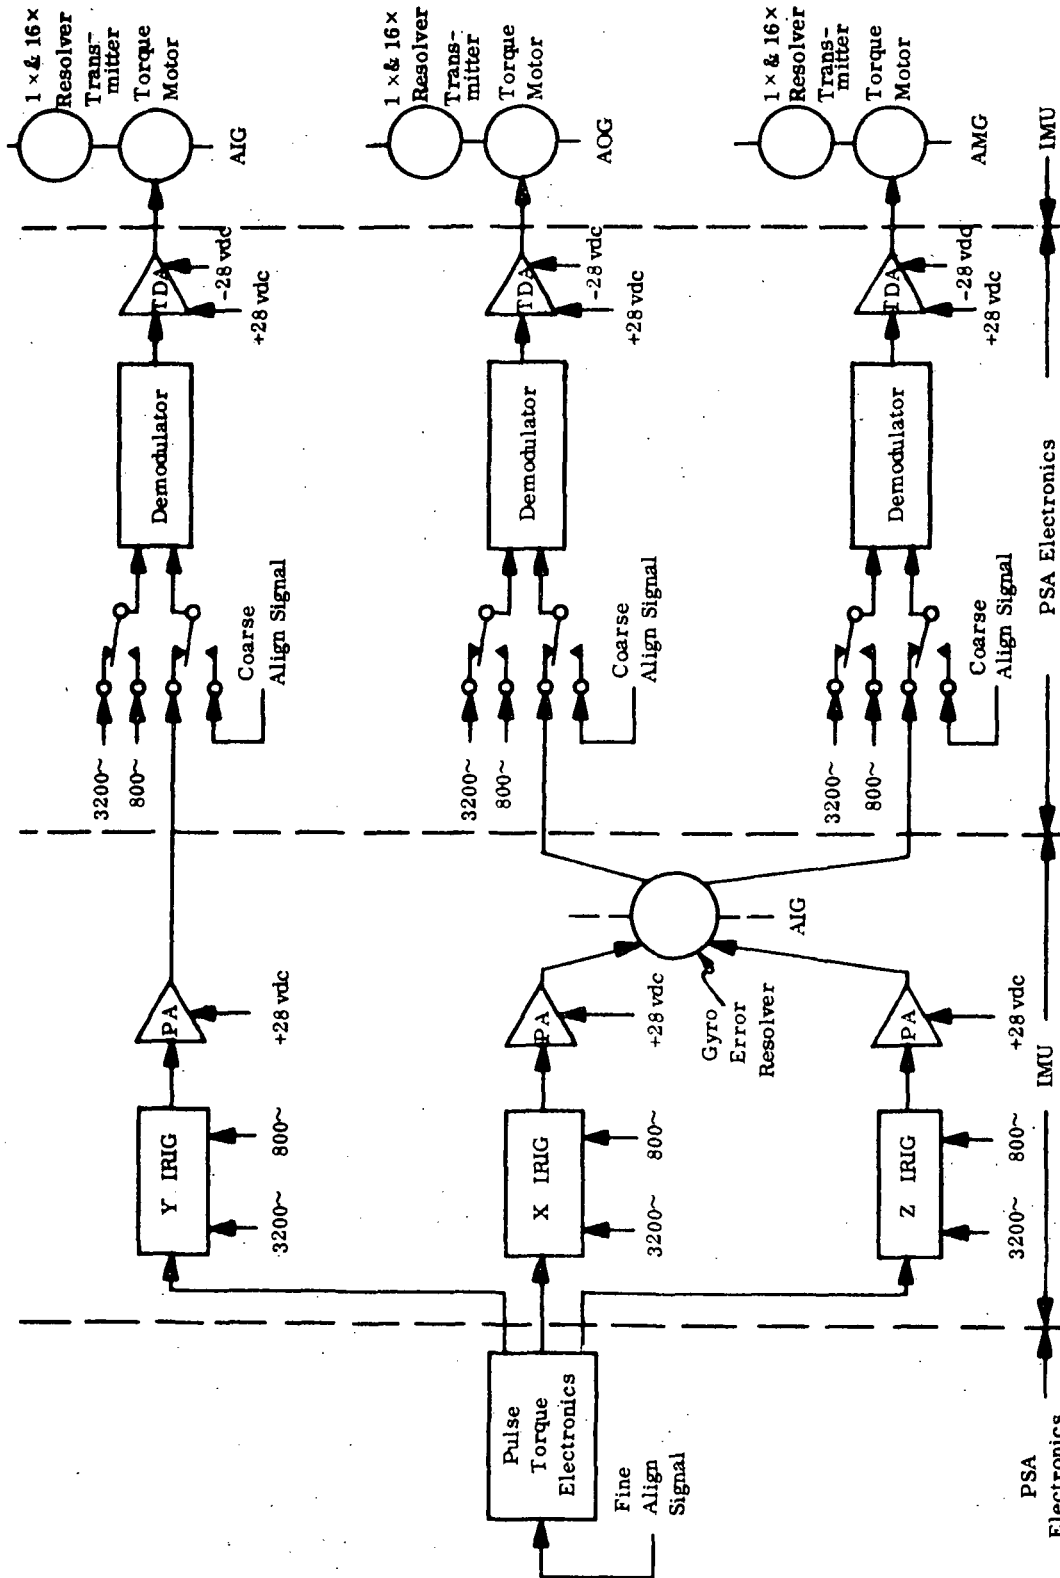 1 × & 16 ×
Resolver
Trans-
mitter
Torque
Motor
AIG
TDA
-28 vdc
+28 vdc
Demodulator
3200~
800~
Coarse
Align Signal
PA
+28 vdc
Y IRIG
3200~
800~
1 × & 16 ×
Resolver
Trans-
mitter
Torque
Motor
AOG
TDA
-28 vdc
+28 vdc
Demodulator
3200~
800~
Coarse
Align Signal
AIG
Gyro
Error
Resolver
PA
+28 vdc
X IRIG
3200~
800~
Pulse
Torque
Electronics
Fine
Align
Signal
1 × & 16 ×
Resolver
Trans-
mitter
Torque
Motor
AMG
TDA
-28 vdc
+28 vdc
Demodulator
3200~
800~
Coarse
Align Signal
PA
+28 vdc
Z IRIG
3200~
800~
PSA
Electronics
IMU
PSA Electronics
IMU